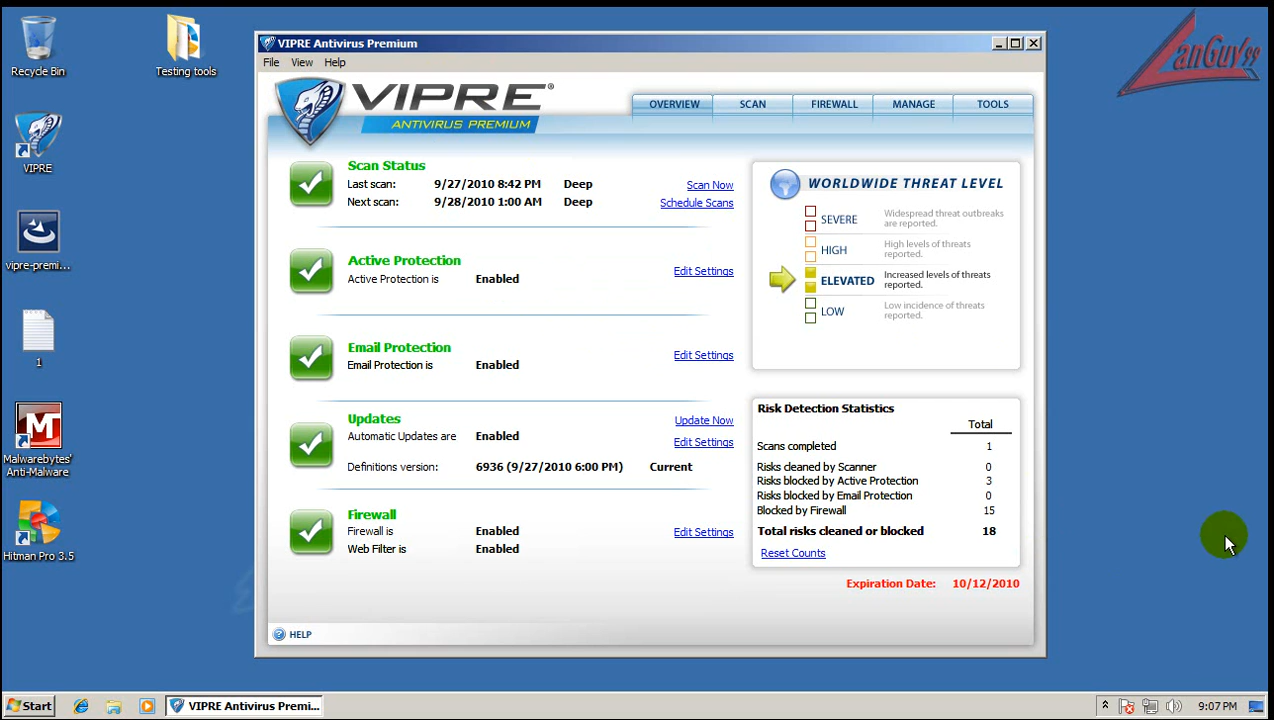 Recycle Bin
Testing tools
VIPRE
vipre-premi...
1
Malwarebytes'
Anti-Malware
Hitman Pro 3.5
VIPRE Antivirus Premium
File View Help
VIPRE®
ANTIVIRUS PREMIUM
OVERVIEW SCAN FIREWALL MANAGE TOOLS
Scan Status
Last scan: 9/27/2010 8:42 PM Deep Scan Now
Next scan: 9/28/2010 1:00 AM Deep Schedule Scans
Active Protection
Active Protection is Enabled Edit Settings
Email Protection
Email Protection is Enabled Edit Settings
Updates Update Now
Automatic Updates are Enabled Edit Settings
Definitions version: 6936 (9/27/2010 6:00 PM) Current
Firewall
Firewall is Enabled Edit Settings
Web Filter is Enabled
WORLDWIDE THREAT LEVEL
SEVERE Widespread threat outbreaks
are reported.
HIGH High levels of threats
reported.
ELEVATED Increased levels of threats
reported.
LOW Low incidence of threats
reported.
Risk Detection Statistics
Total
Scans completed 1
Risks cleaned by Scanner 0
Risks blocked by Active Protection 3
Risks blocked by Email Protection 0
Blocked by Firewall 15
Total risks cleaned or blocked 18
Reset Counts
Expiration Date: 10/12/2010
HELP
LanGuy99
Start VIPRE Antivirus Premi... 9:07 PM